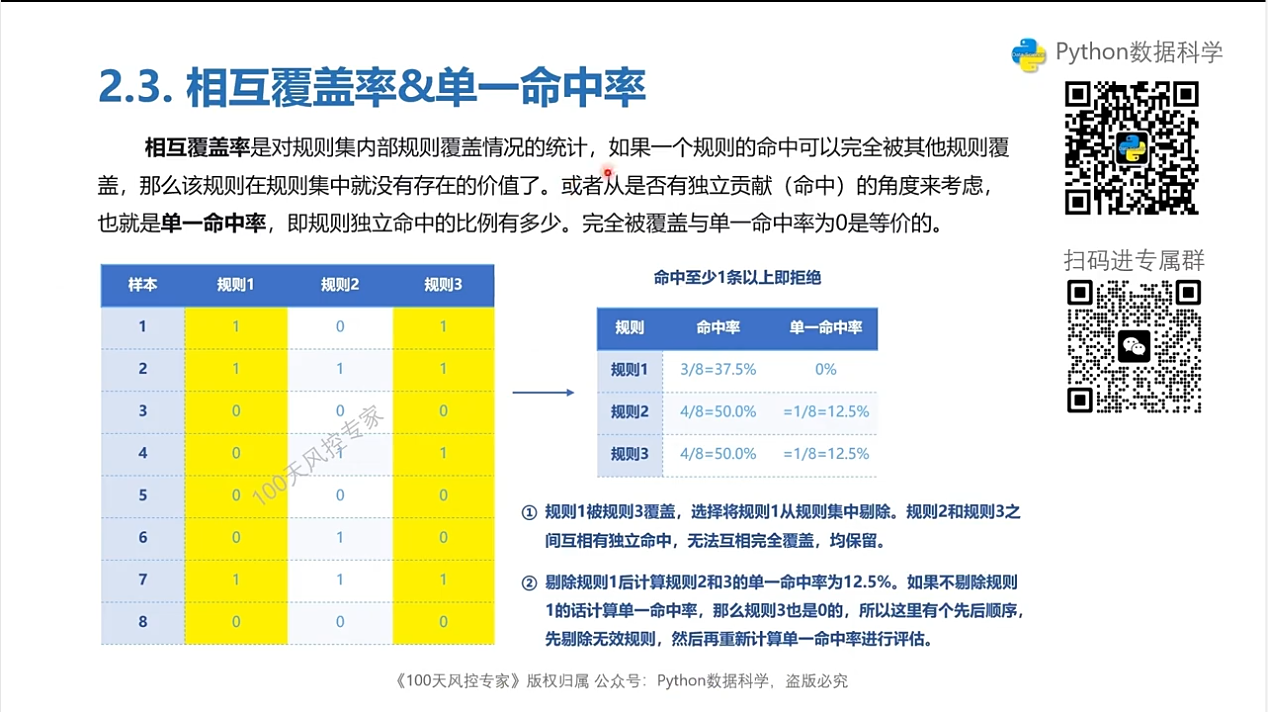 Python数据科学
2.3. 相互覆盖率&单一命中率
相互覆盖率是对规则集内部规则覆盖情况的统计，如果一个规则的命中可以完全被其他规则覆
盖，那么该规则在规则集中就没有存在的价值了。或者从是否有独立贡献（命中）的角度来考虑，
也就是单一命中率，即规则独立命中的比例有多少。完全被覆盖与单一命中率为0是等价的。
扫码进专属群
样本 规则1 规则2 规则3
1 1 0 1
2 1 1 1
3 0 0 0
4 0 1 1
5 0 0 0
6 0 1 0
7 1 1 1
8 0 0 0
100天风控专家
命中至少1条以上即拒绝
规则 命中率 单一命中率
规则1 3/8=37.5% 0%
规则2 4/8=50.0% =1/8=12.5%
规则3 4/8=50.0% =1/8=12.5%
① 规则1被规则3覆盖，选择将规则1从规则集中剔除。规则2和规则3之
间互相有独立命中，无法互相完全覆盖，均保留。
② 剔除规则1后计算规则2和3的单一命中率为12.5%。如果不剔除规则
1的话计算单一命中率，那么规则3也是0的，所以这里有个先后顺序，
先剔除无效规则，然后再重新计算单一命中率进行评估。
《100天风控专家》版权归属 公众号：Python数据科学，盗版必究